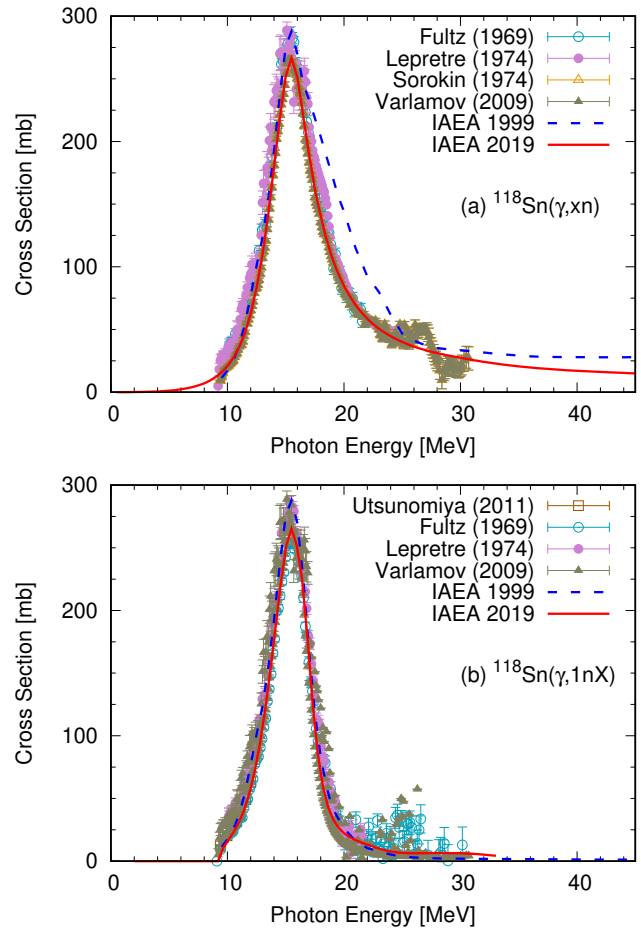 300
200
100
0
0
10
20
30
40
Cross Section [mb]
Photon Energy [MeV]
Fultz (1969)
Lepretre (1974)
Sorokin (1974)
Varlamov (2009)
IAEA 1999
IAEA 2019
(a) ¹¹⁸Sn(γ,xn)
300
200
100
0
0
10
20
30
40
Cross Section [mb]
Photon Energy [MeV]
Utsunomiya (2011)
Fultz (1969)
Lepretre (1974)
Varlamov (2009)
IAEA 1999
IAEA 2019
(b) ¹¹⁸Sn(γ,1nX)